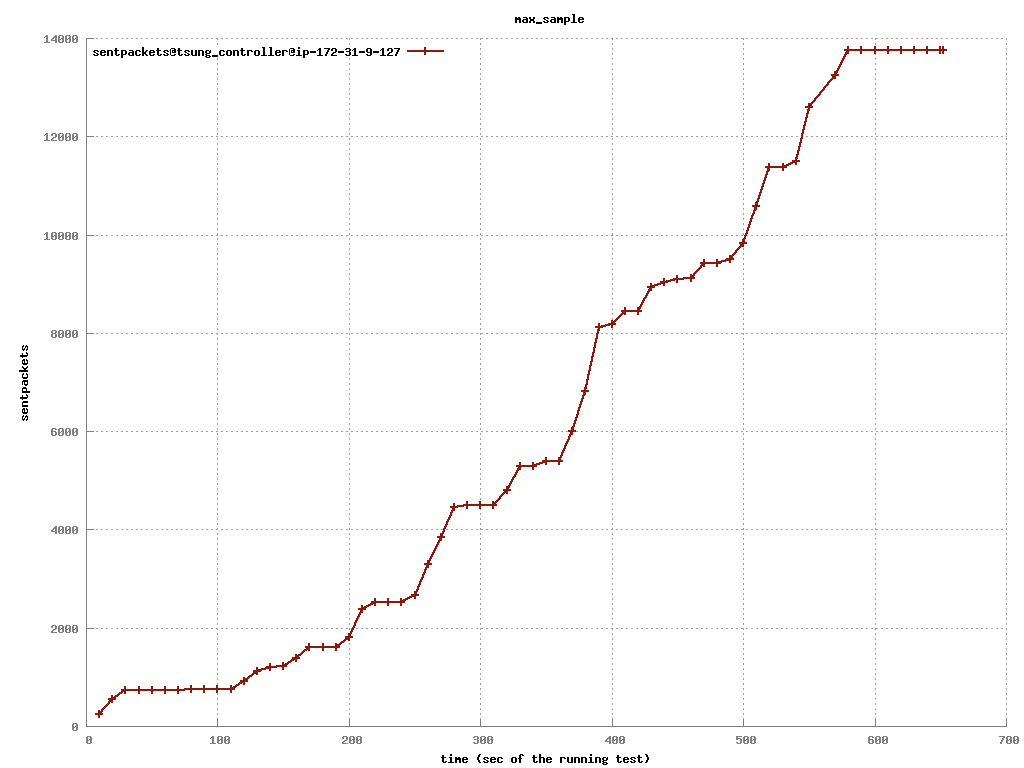 max_sample
sentpackets@tsung_controller@ip-172-31-9-127
14000
12000
10000
8000
6000
4000
2000
0
sentpackets
0 100 200 300 400 500 600 700
time (sec of the running test)